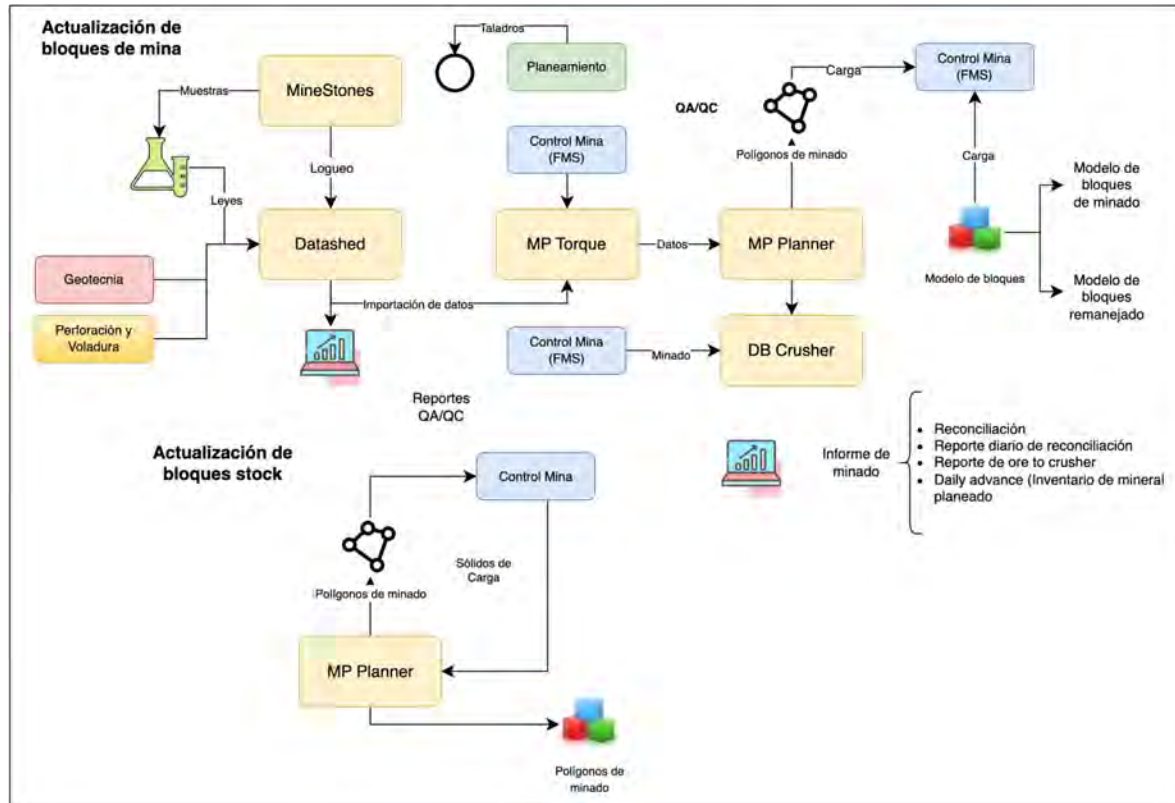 Actualización de
bloques de mina
Taladros
Planeamiento
Carga
Control Mina
(FMS)
MineStones
Muestras
QA/QC
Control Mina
(FMS)
Polígonos de minado
Logueo
Carga
Modelo de
bloques
de minado
Leyes
Datashed
MP Torque
Datos
MP Planner
Geotecnia
Modelo de bloques
Modelo de
bloques
remanejado
Importación de datos
Perforación y
Voladura
Control Mina
(FMS)
Minado
DB Crusher
Reportes
QA/QC
Informe de
minado
• Reconciliación
• Reporte diario de reconciliación
• Reporte de ore to crusher
• Daily advance (Inventario de mineral
planeado
Actualización de
bloques stock
Control Mina
Sólidos de
Carga
Polígonos de minado
MP Planner
Polígonos de
minado